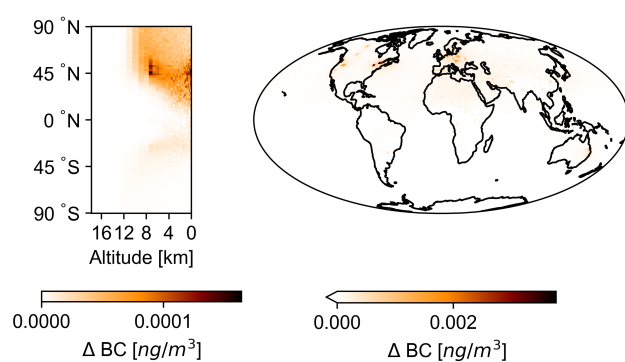 90 °N
45 °N
0 °N
45 °S
90 °S
16 12 8 4 0
Altitude [km]
0.0000 0.0001
Δ BC [ng/m³]
0.000 0.002
Δ BC [ng/m³]